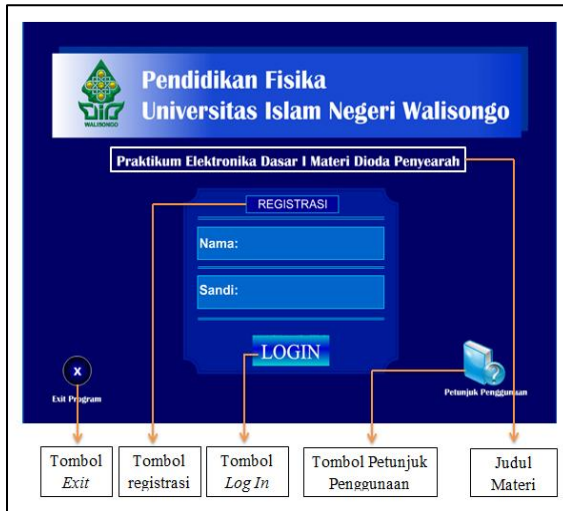 Pendidikan Fisika
Universitas Islam Negeri Walisongo
WALISONGO
Praktikum Elektronika Dasar I Materi Dioda Penyearah
REGISTRASI
Nama:
Sandi:
LOGIN
X
Exit Program
Petunjuk Penggunaan
Tombol
Exit
Tombol
registrasi
Tombol
Log In
Tombol Petunjuk
Penggunaan
Judul
Materi